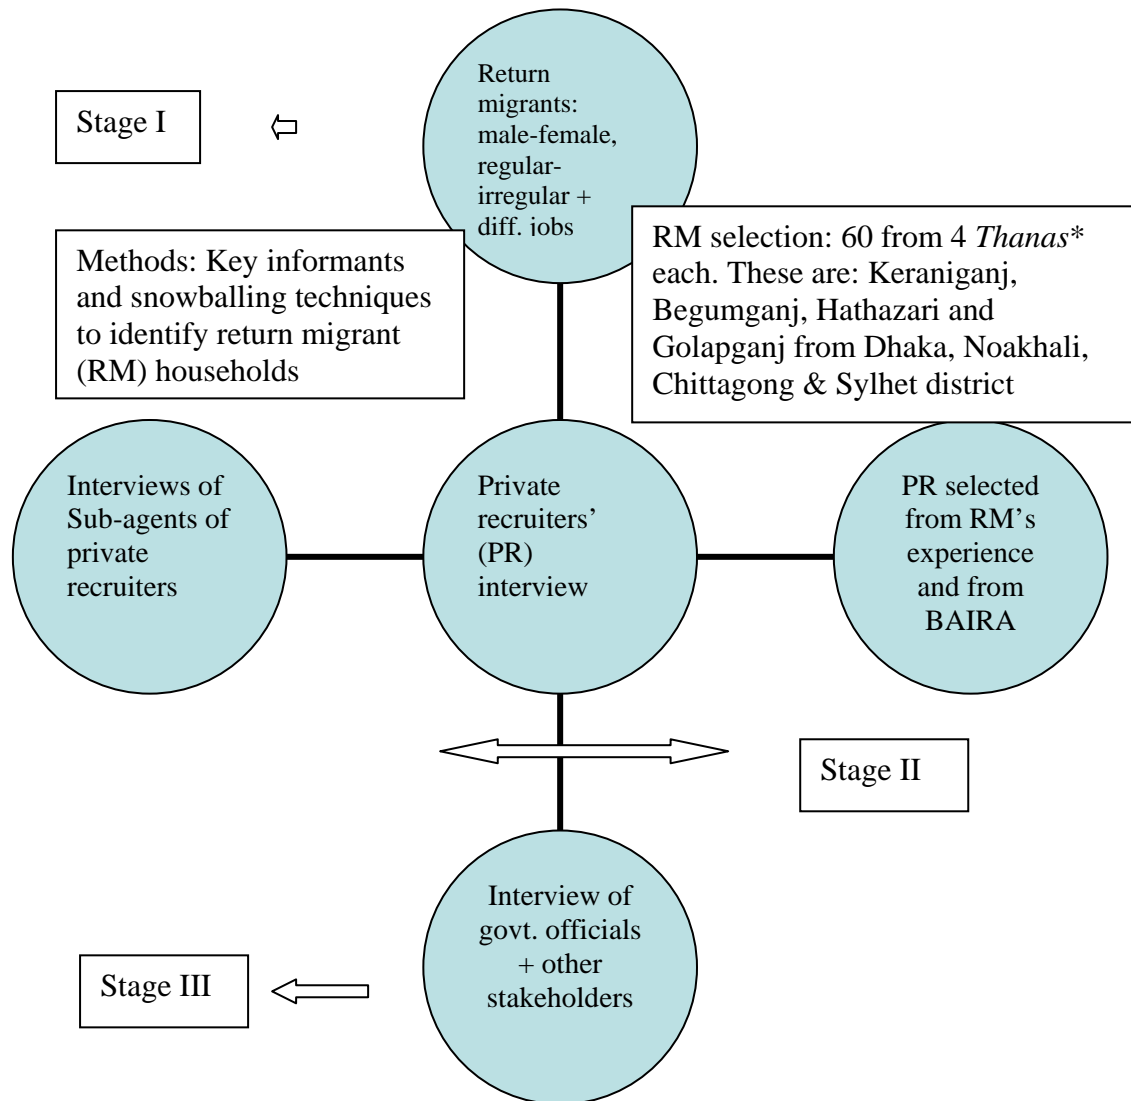 Return
migrants:
male-female,
regular-
irregular +
diff. jobs
Stage I
Methods: Key informants
and snowballing techniques
to identify return migrant
(RM) households
RM selection: 60 from 4 Thanas*
each. These are: Keraniganj,
Begumganj, Hathazari and
Golapganj from Dhaka, Noakhali,
Chittagong & Sylhet district
Interviews of
Sub-agents of
private
recruiters
Private
recruiters’
(PR)
interview
PR selected
from RM’s
experience
and from
BAIRA
Stage II
Interview of
govt. officials
+ other
stakeholders
Stage III